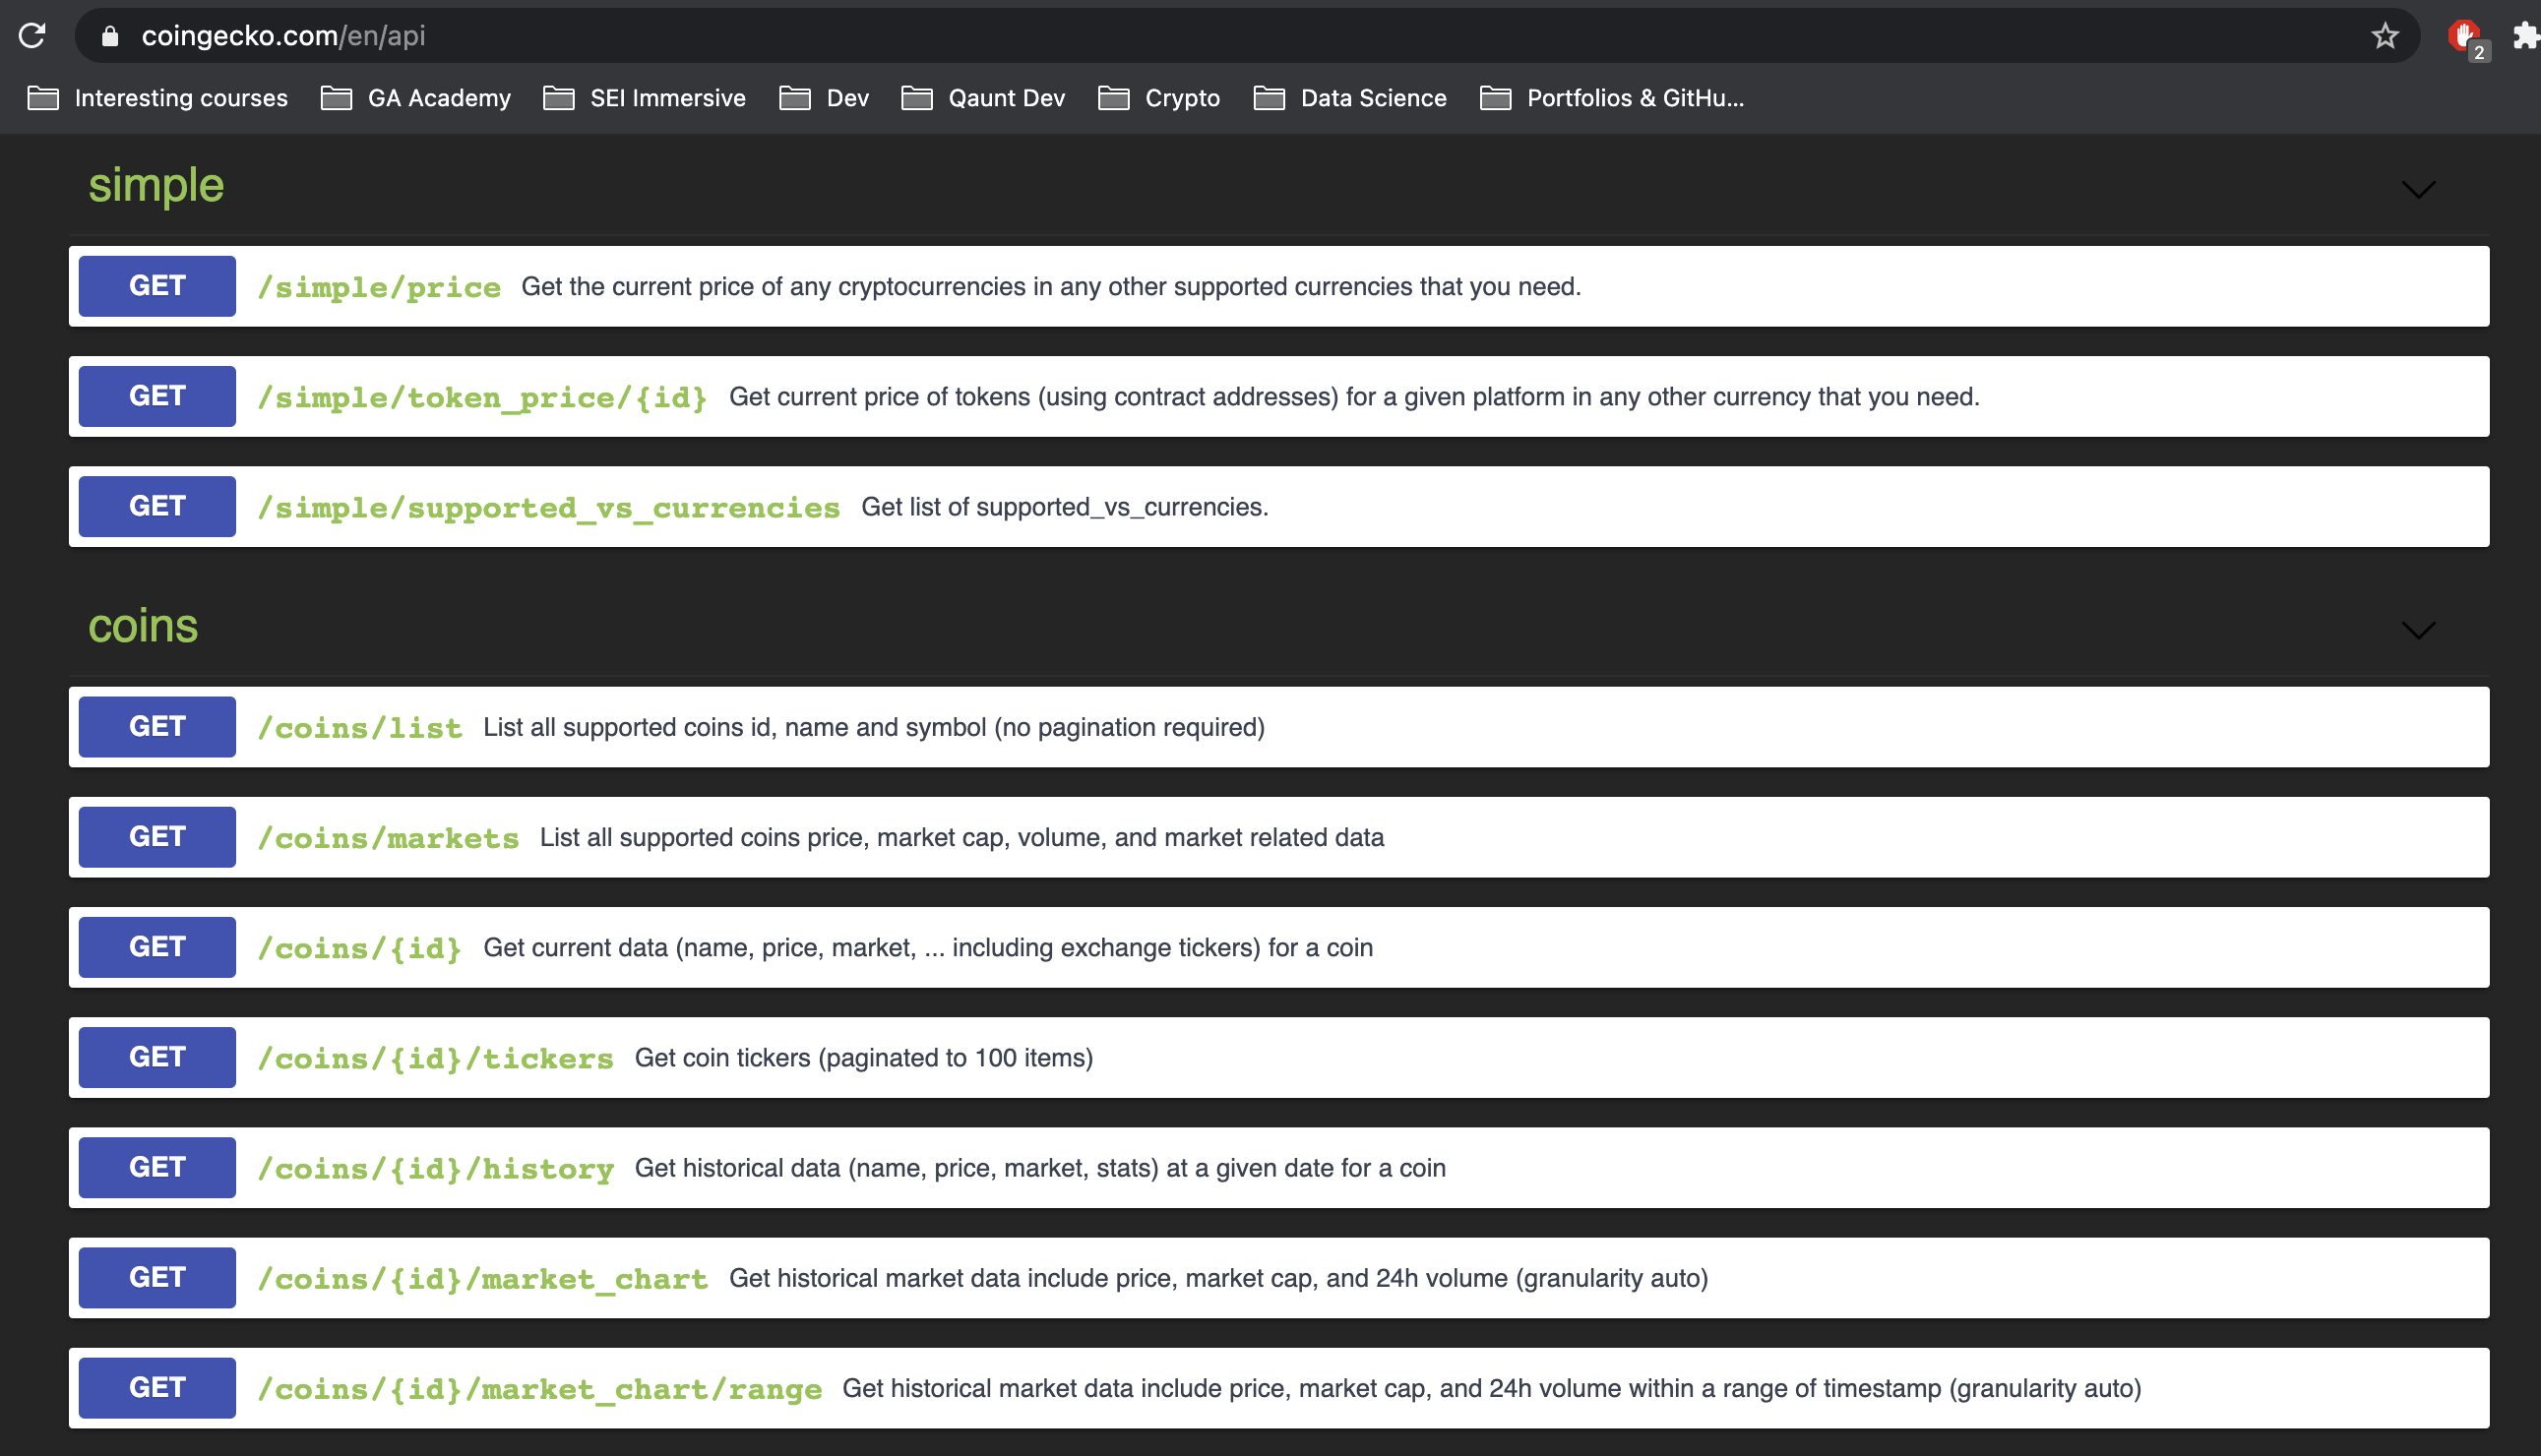 coingecko.com/en/api
2
Interesting courses GA Academy SEI Immersive Dev Qaunt Dev Crypto Data Science Portfolios & GitHu...
simple
GET /simple/price Get the current price of any cryptocurrencies in any other supported currencies that you need.
GET /simple/token_price/{id} Get current price of tokens (using contract addresses) for a given platform in any other currency that you need.
GET /simple/supported_vs_currencies Get list of supported_vs_currencies.
coins
GET /coins/list List all supported coins id, name and symbol (no pagination required)
GET /coins/markets List all supported coins price, market cap, volume, and market related data
GET /coins/{id} Get current data (name, price, market, ... including exchange tickers) for a coin
GET /coins/{id}/tickers Get coin tickers (paginated to 100 items)
GET /coins/{id}/history Get historical data (name, price, market, stats) at a given date for a coin
GET /coins/{id}/market_chart Get historical market data include price, market cap, and 24h volume (granularity auto)
GET /coins/{id}/market_chart/range Get historical market data include price, market cap, and 24h volume within a range of timestamp (granularity auto)